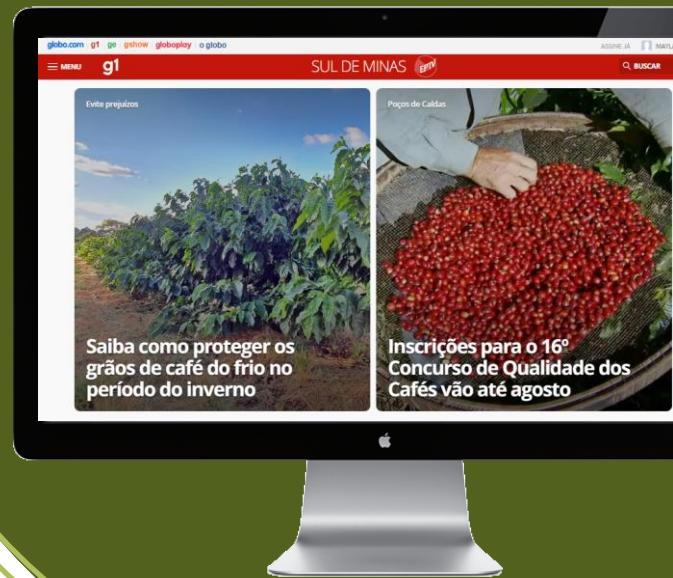 globo.com g1 ge gshow globoplay o globo
ASSINE JÁ
MENU g1 SUL DE MINAS EPTV BUSCAR
Evite prejuízos
Saiba como proteger os
grãos de café do frio no
período do inverno
Poços de Caldas
Inscrições para o 16º
Concurso de Qualidade dos
Cafés vão até agosto